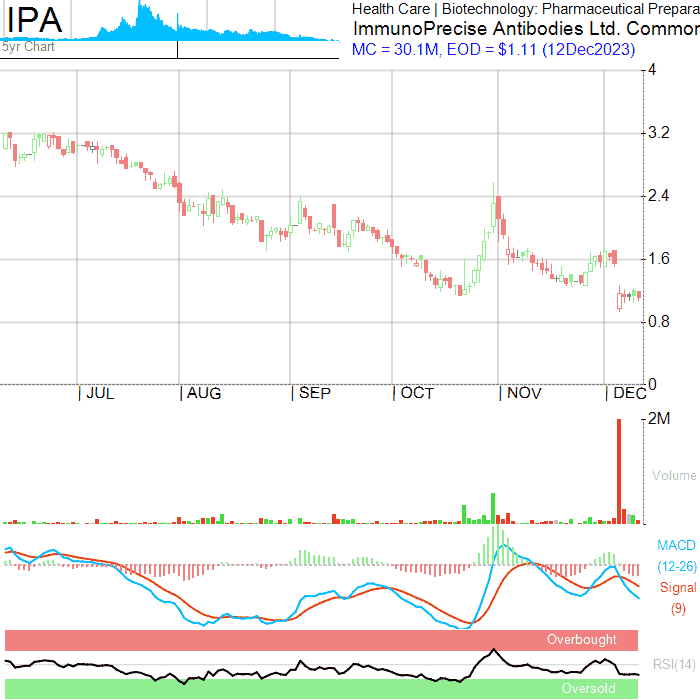 IPA
5yr Chart
Health Care | Biotechnology: Pharmaceutical Prepara
ImmunoPrecise Antibodies Ltd. Common
MC = 30.1M, EOD = $1.11 (12Dec2023)
4
3.2
2.4
1.6
0.8
0
| JUL | AUG | SEP | OCT | NOV | DEC
2M
Volume
MACD
(12-26)
Signal
(9)
Overbought
RSI(14)
Oversold